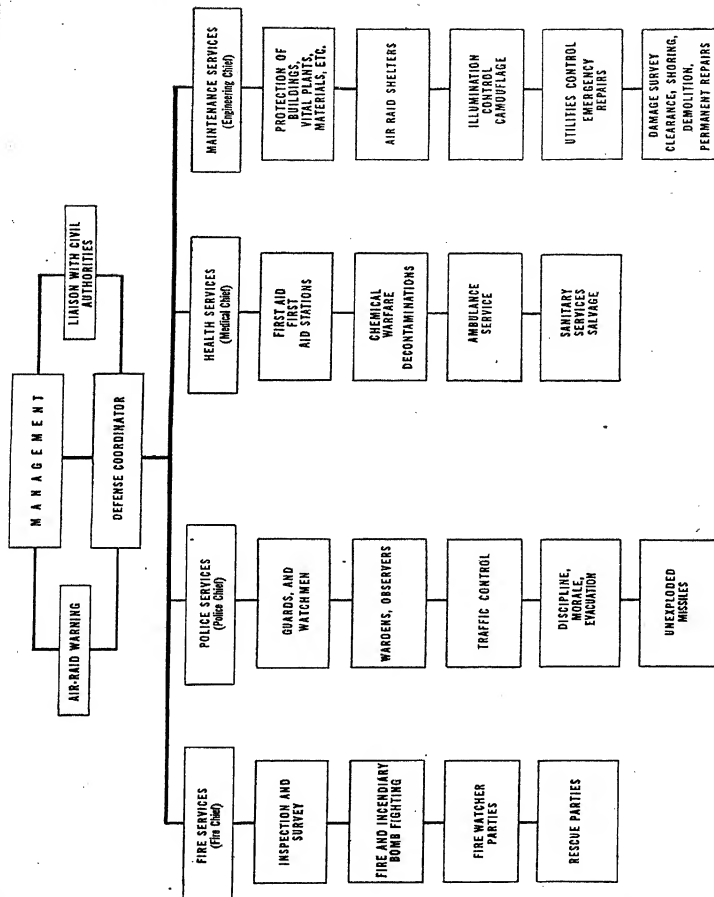 MANAGEMENT
AIR-RAID WARNING
LIAISON WITH CIVIL
AUTHORITIES
DEFENSE COORDINATOR
FIRE SERVICES
(Fire Chief)
INSPECTION AND
SURVEY
FIRE AND INCENDIARY
BOMB FIGHTING
FIRE WATCHER
PARTIES
RESCUE PARTIES
POLICE SERVICES
(Police Chief)
GUARDS, AND
WATCHMEN
WARDENS, OBSERVERS
TRAFFIC CONTROL
DISCIPLINE,
MORALE,
EVACUATION
UNEXPLODED
MISSILES
HEALTH SERVICES
(Medical Chief)
FIRST AID
FIRST
AID STATIONS
CHEMICAL
WARFARE
DECONTAMINATIONS
AMBULANCE
SERVICE
SANITARY
SERVICES
SALVAGE
MAINTENANCE SERVICES
(Engineering Chief)
PROTECTION OF
BUILDINGS,
VITAL PLANTS,
MATERIALS, ETC.
AIR RAID SHELTERS
ILLUMINATION
CONTROL
CAMOUFLAGE
UTILITIES CONTROL
EMERGENCY
REPAIRS
DAMAGE SURVEY
CLEARANCE, SHORING,
DEMOLITION,
PERMANENT REPAIRS